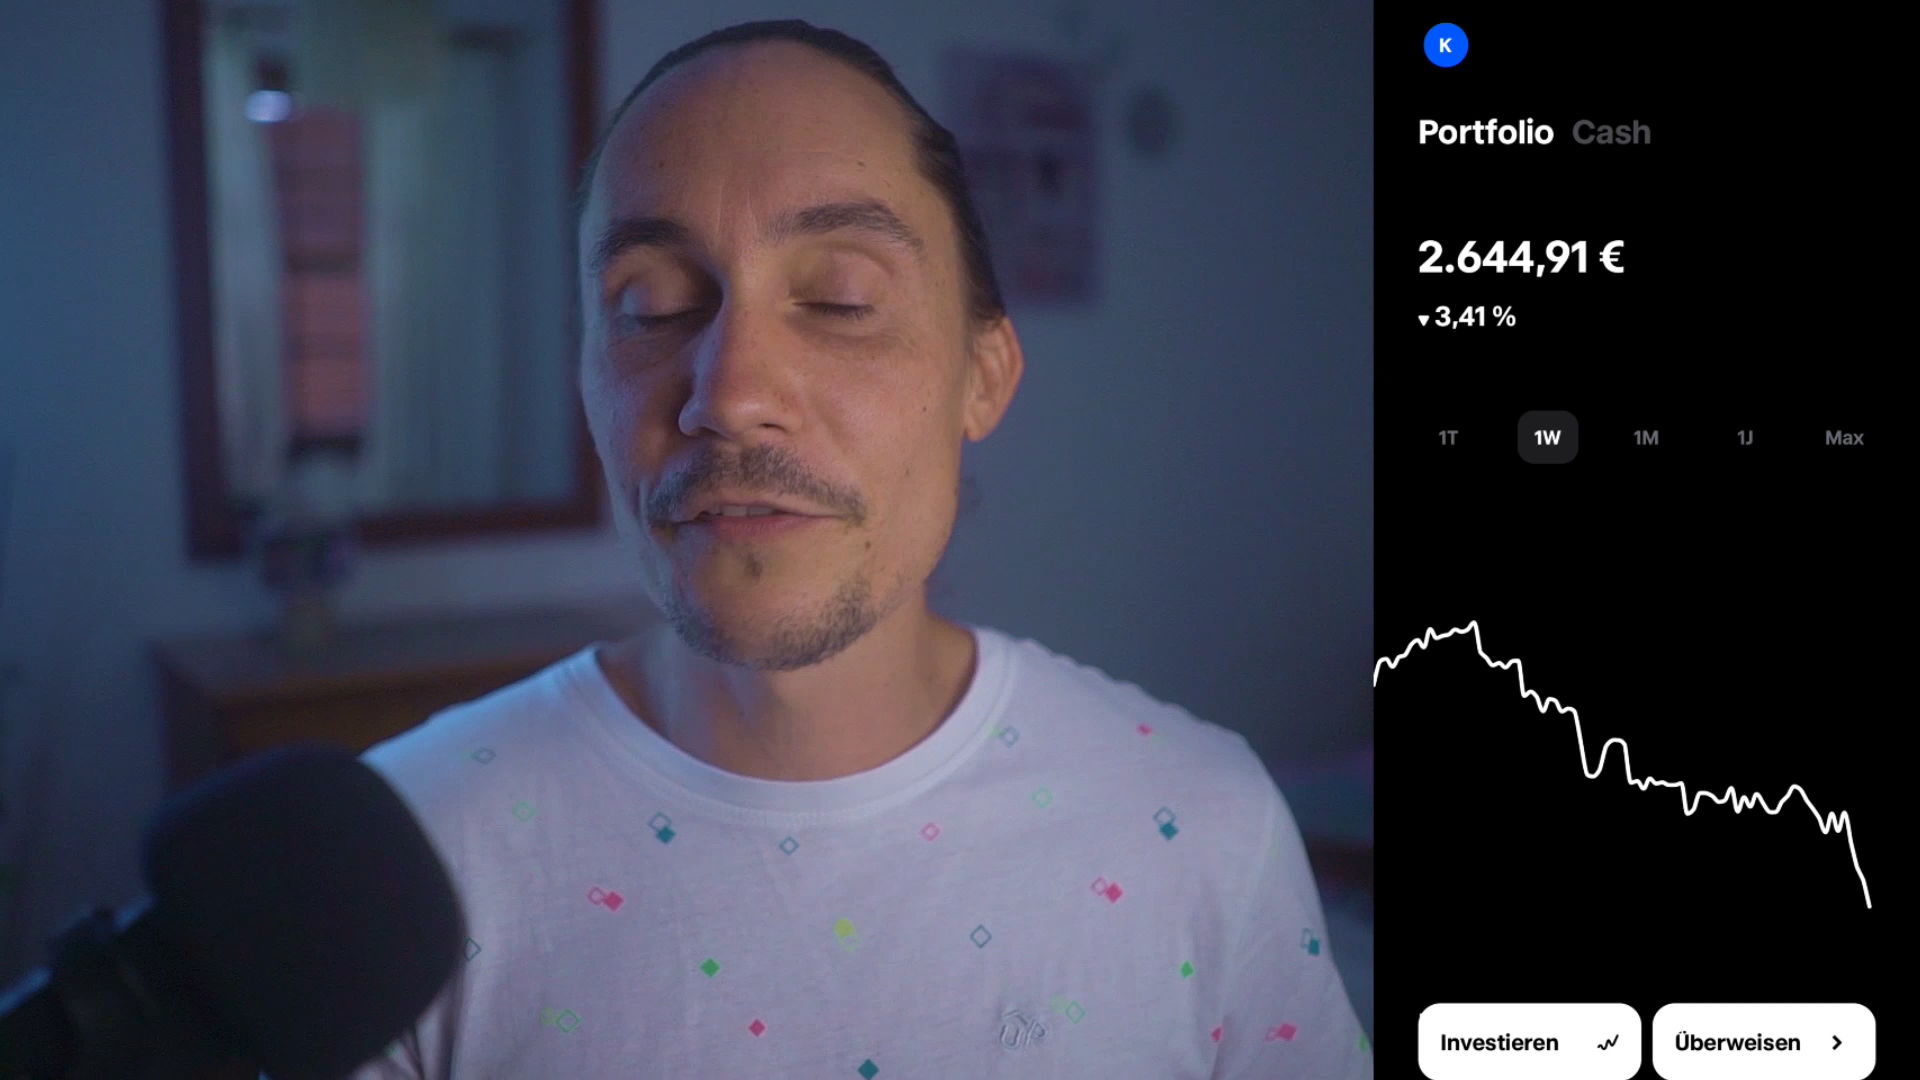 K
Portfolio Cash
2.644,91 €
▾ 3,41 %
1T 1W 1M 1J Max
Investieren
Überweisen